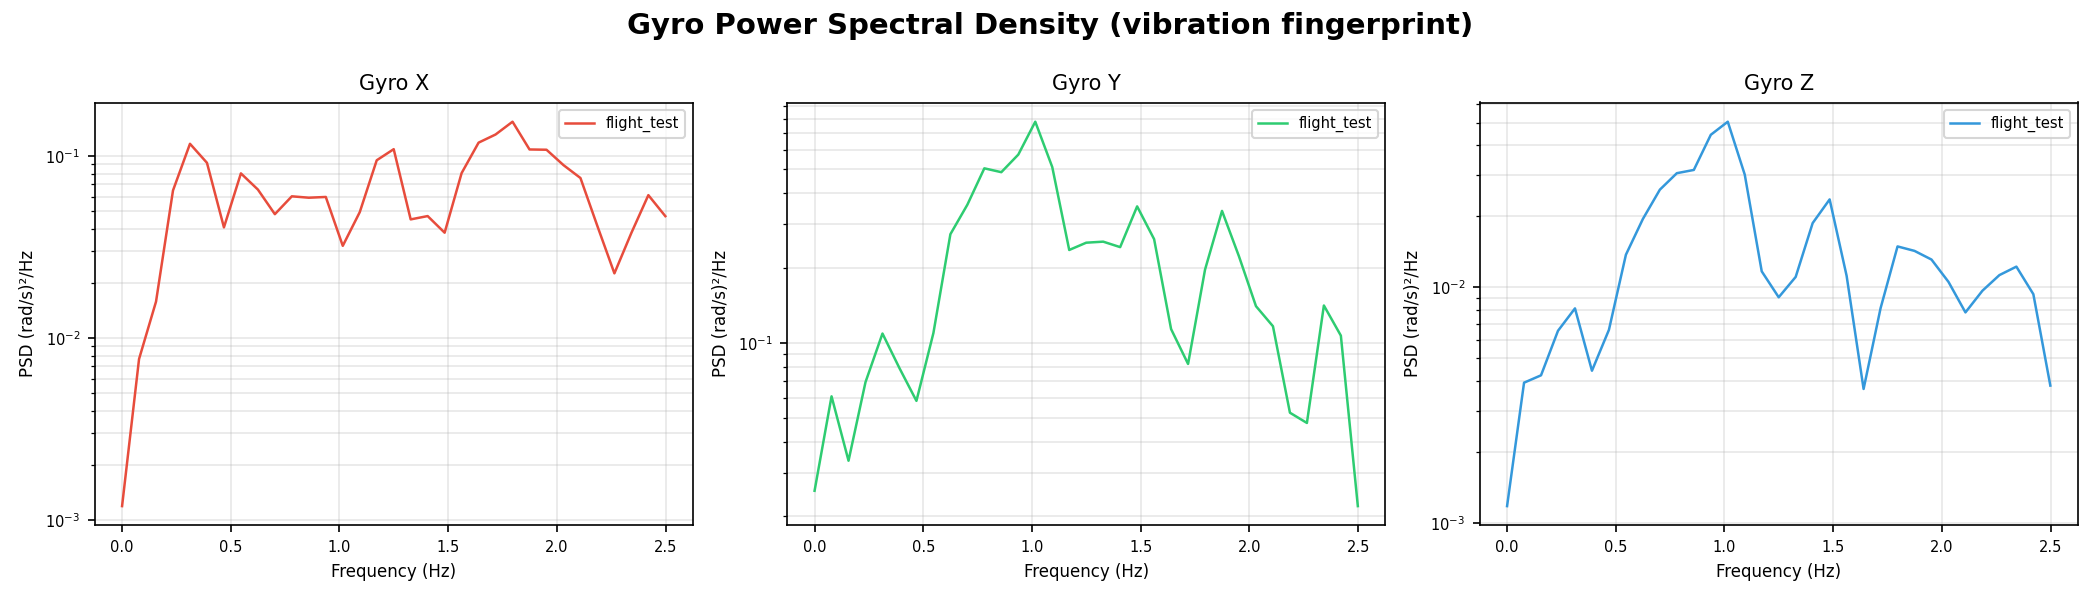 Gyro Power Spectral Density (vibration fingerprint)
Gyro X
flight_test
10⁻¹
10⁻²
10⁻³
PSD (rad/s)²/Hz
0.0 0.5 1.0 1.5 2.0 2.5
Frequency (Hz)
Gyro Y
flight_test
10⁻¹
PSD (rad/s)²/Hz
0.0 0.5 1.0 1.5 2.0 2.5
Frequency (Hz)
Gyro Z
flight_test
10⁻²
10⁻³
PSD (rad/s)²/Hz
0.0 0.5 1.0 1.5 2.0 2.5
Frequency (Hz)